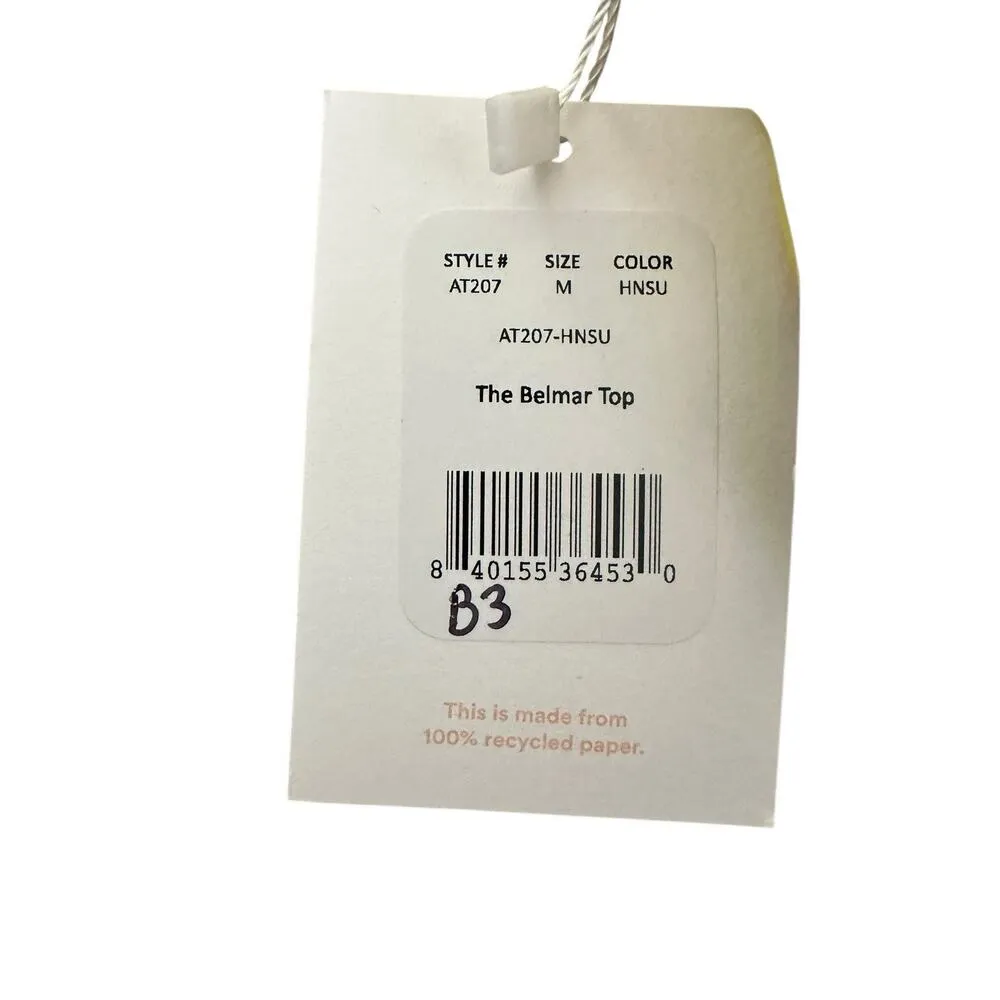 STYLE # SIZE COLOR
AT207 M HNSU
AT207-HNSU
The Belmar Top
8 40155 36453 0
B3
This is made from
100% recycled paper.